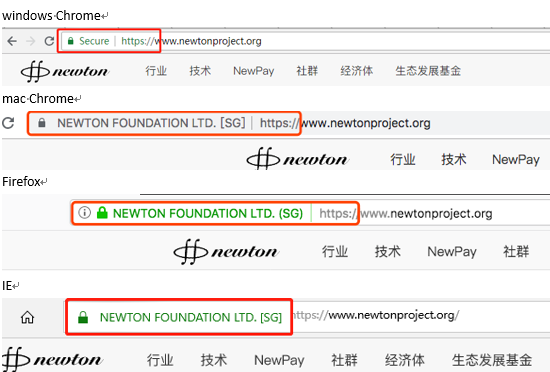 windows Chrome
Secure | https://www.newtonproject.org
newton 行业 技术 NewPay 社群 经济体 生态发展基金
mac Chrome
NEWTON FOUNDATION LTD. [SG] | https://www.newtonproject.org
newton 行业 技术 NewPay
Firefox
NEWTON FOUNDATION LTD. (SG) | https://www.newtonproject.org
newton 行业 技术 NewPay 社群
IE
NEWTON FOUNDATION LTD. [SG] https://www.newtonproject.org/
newton 行业 技术 NewPay 社群 经济体 生态发展基金